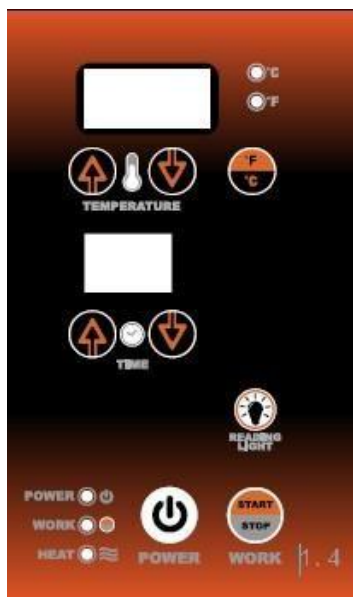 °C
°F
°F
°C
TEMPERATURE
TIME
READING
LIGHT
POWER
WORK
HEAT
POWER
START
STOP
WORK
1.4